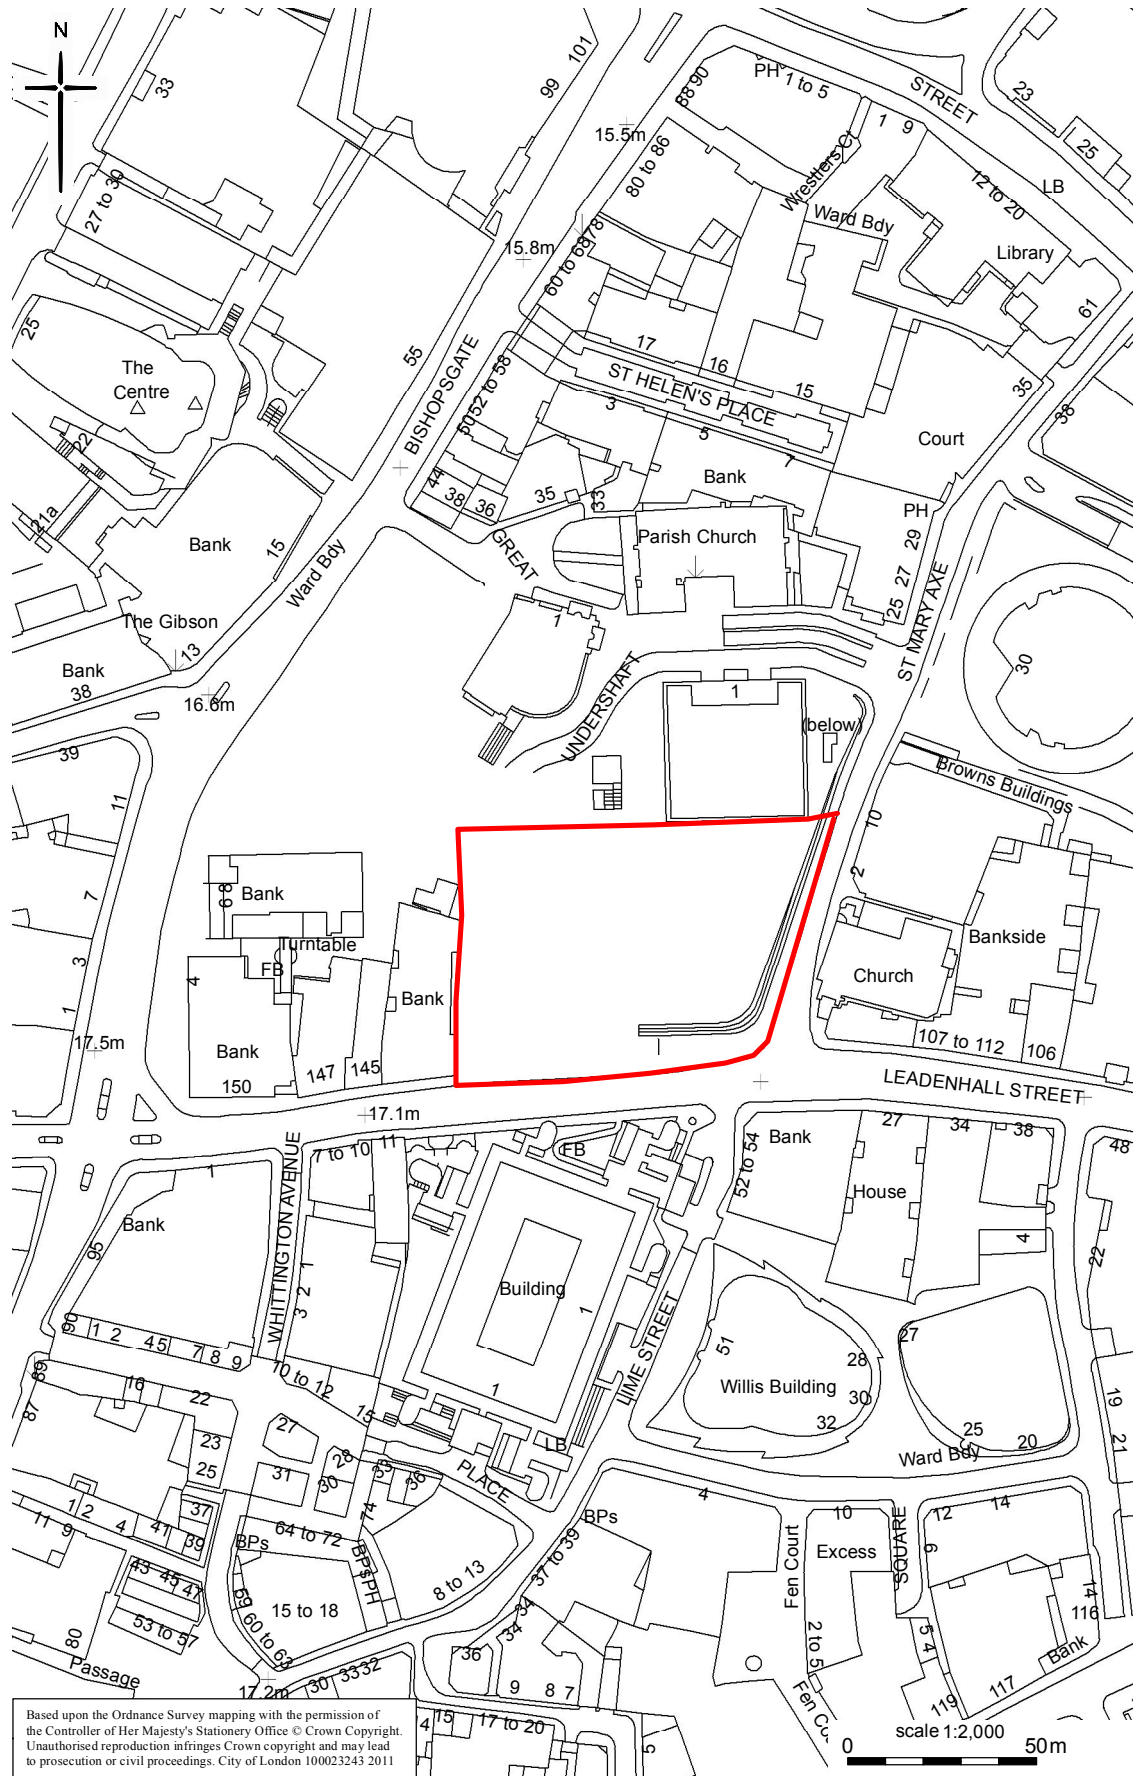 N
33
99
101
88 90
PH
1 to 5
STREET
23
25
15.5m
80 to 86
1
9
Wrestlers Ct
12 to 20
LB
27 to 30
Ward Bdy
Library
15.8m
60 to 68
78
61
25
The
Centre
55
BISHOPSGATE
52 to 58
50
17
16
15
ST HELEN'S PLACE
3
5
7
35
38
Court
22
21a
44
38
36
35
33
Bank
PH
Bank
15
Ward Bdy
GREAT
Parish Church
29
27
25
ST MARY AXE
The Gibson
13
Bank
38
1
30
16.6m
UNDERSHAFT
1
(below)
39
11
Browns Buildings
10
2
7
6 8
Bank
Turntable
FB
3
4
Bank
Bankside
Church
1
17.5m
Bank
150
147
145
107 to 112
106
LEADENHALL STREET
17.1m
1
WHITTINGTON AVENUE
7 to 10
11
FB
52 to 54
Bank
27
34
38
48
House
Bank
95
4
22
3
2
1
Building
1
LIME STREET
51
28
30
32
Willis Building
27
25
20
90
1
2
4 5
7
8
9
10 to 12
1
89
87
16
22
15
LB
19
21
Ward Bdy
27
23
25
31
28
30
33
36
PLACE
74
4
10
12
14
11
9
1
2
4
41
37
39
BPs
64 to 72
BPs
PH
BPs
37 to 39
Fen Court
Excess
SQUARE
6
43
45
47
53 to 57
59
60 to 63
15 to 18
8 to 13
34
34
36
2 to 5
14
116
80
Passage
17.2m
30
33
32
9
8
7
Fen Co
5
4
119
117
Bank
14
15
17 to 20
5
scale 1:2,000
0
50m
Based upon the Ordnance Survey mapping with the permission of
the Controller of Her Majesty's Stationery Office © Crown Copyright.
Unauthorised reproduction infringes Crown copyright and may lead
to prosecution or civil proceedings. City of London 100023243 2011